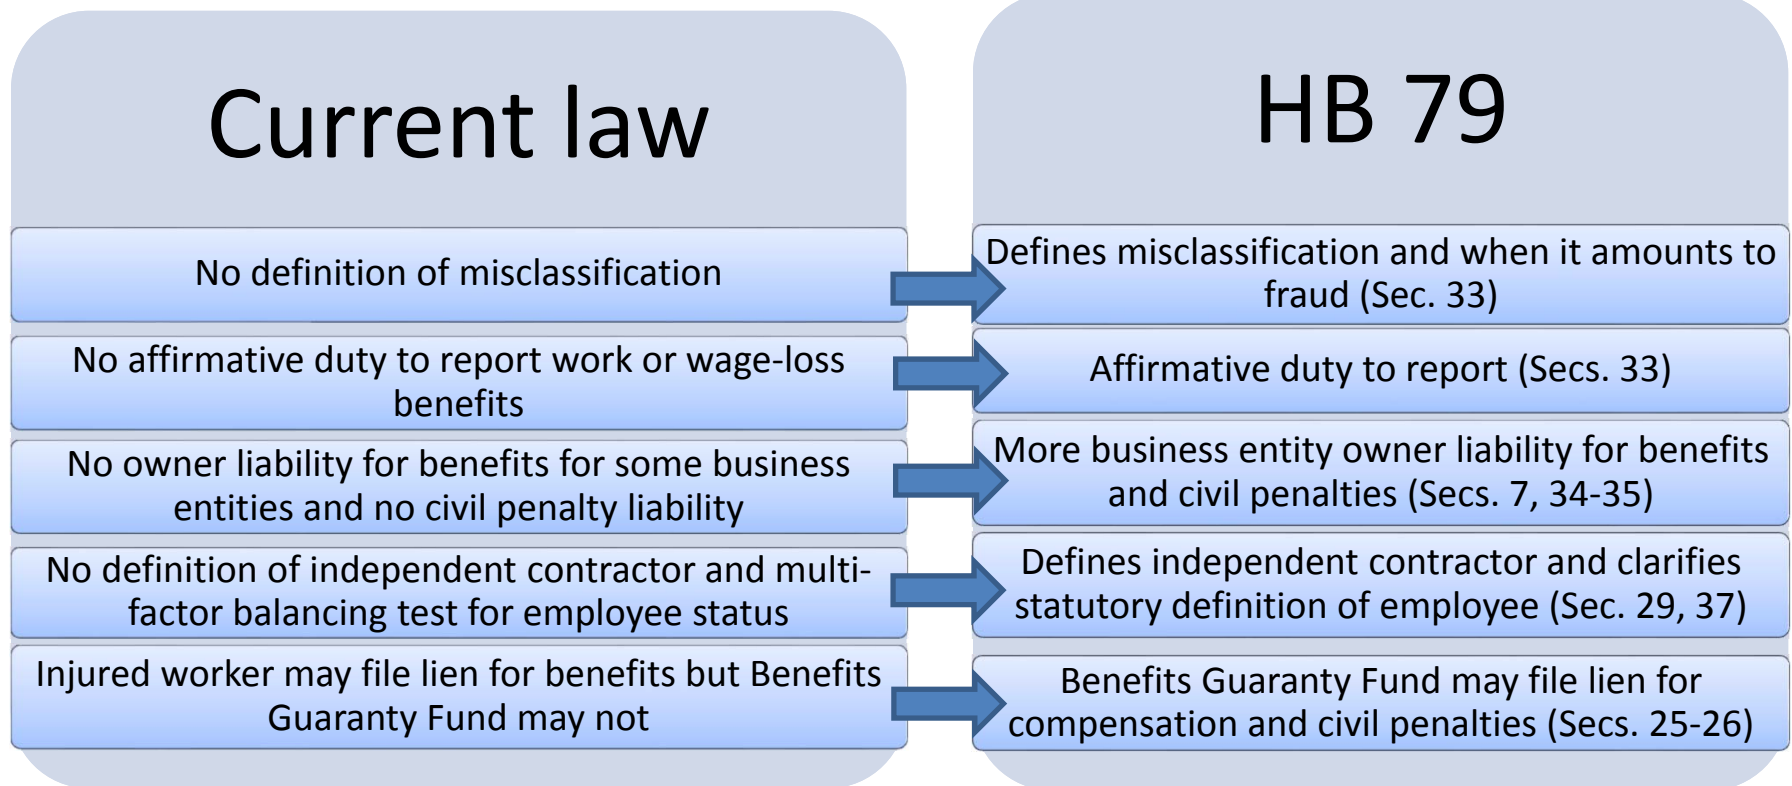 Current law
No definition of misclassification
No affirmative duty to report work or wage-loss
benefits
No owner liability for benefits for some business
entities and no civil penalty liability
No definition of independent contractor and multi-
factor balancing test for employee status
Injured worker may file lien for benefits but Benefits
Guaranty Fund may not
HB 79
Defines misclassification and when it amounts to
fraud (Sec. 33)
Affirmative duty to report (Secs. 33)
More business entity owner liability for benefits
and civil penalties (Secs. 7, 34-35)
Defines independent contractor and clarifies
statutory definition of employee (Sec. 29, 37)
Benefits Guaranty Fund may file lien for
compensation and civil penalties (Secs. 25-26)